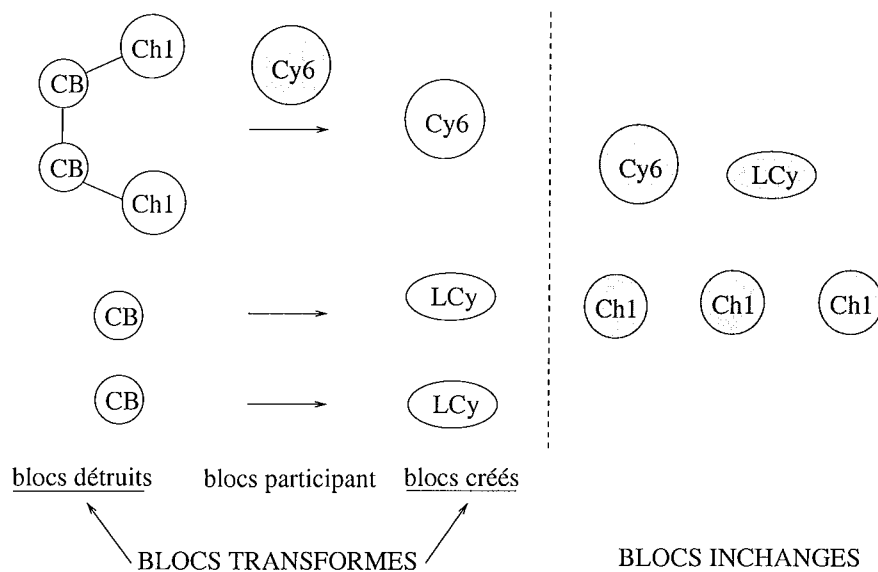 Ch1
CB
Cy6
Cy6
CB
Ch1
Cy6
LCy
CB
LCy
Ch1
Ch1
Ch1
CB
LCy
blocs détruits
blocs participant
blocs créés
BLOCS TRANSFORMES
BLOCS INCHANGES